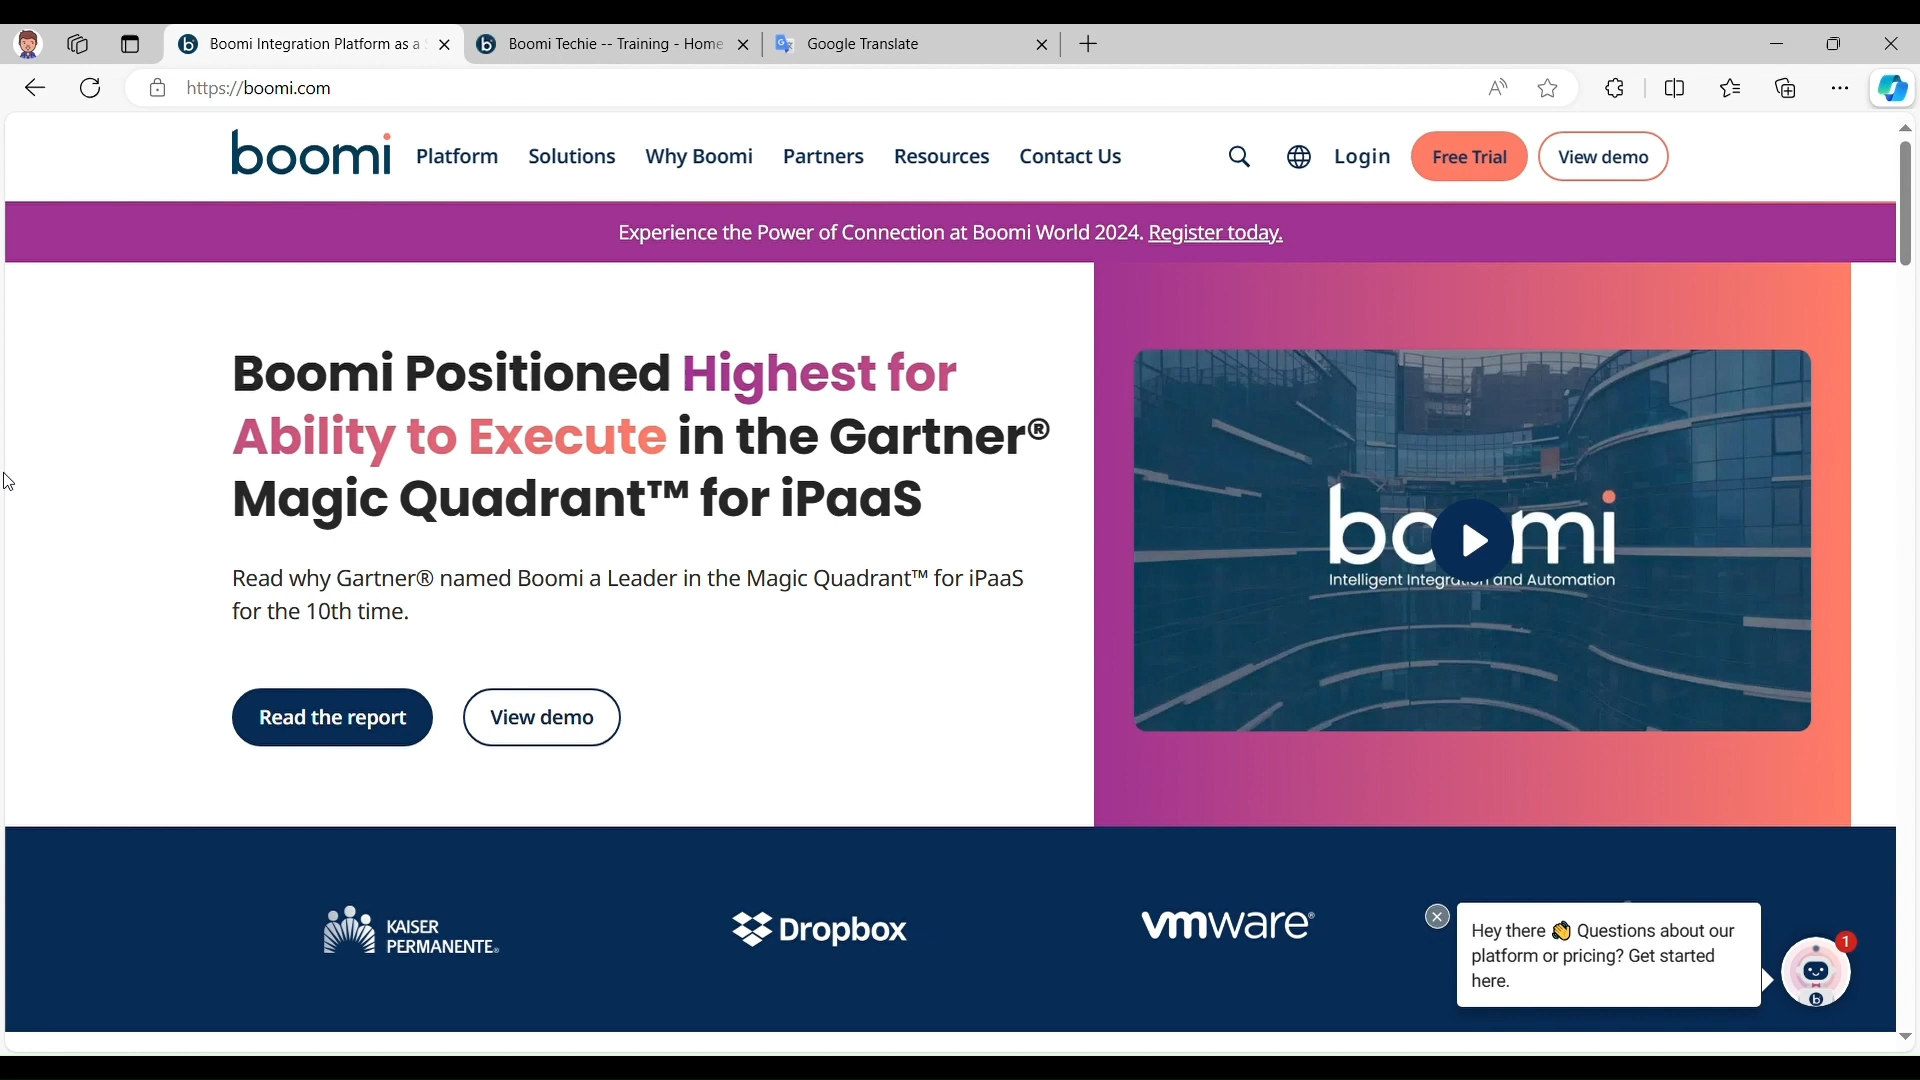 Boomi Integration Platform as a
Boomi Techie -- Training - Home
Google Translate
https://boomi.com
boomi
Platform
Solutions
Why Boomi
Partners
Resources
Contact Us
Login
Free Trial
View demo
Experience the Power of Connection at Boomi World 2024. Register today.
Boomi Positioned Highest for
Ability to Execute in the Gartner®
Magic Quadrant™ for iPaaS
Read why Gartner® named Boomi a Leader in the Magic Quadrant™ for iPaaS
for the 10th time.
Read the report
View demo
boomi
Intelligent Integration and Automation
KAISER
PERMANENTE®
Dropbox
vmware®
Hey there 👋 Questions about our
platform or pricing? Get started
here.
1
b